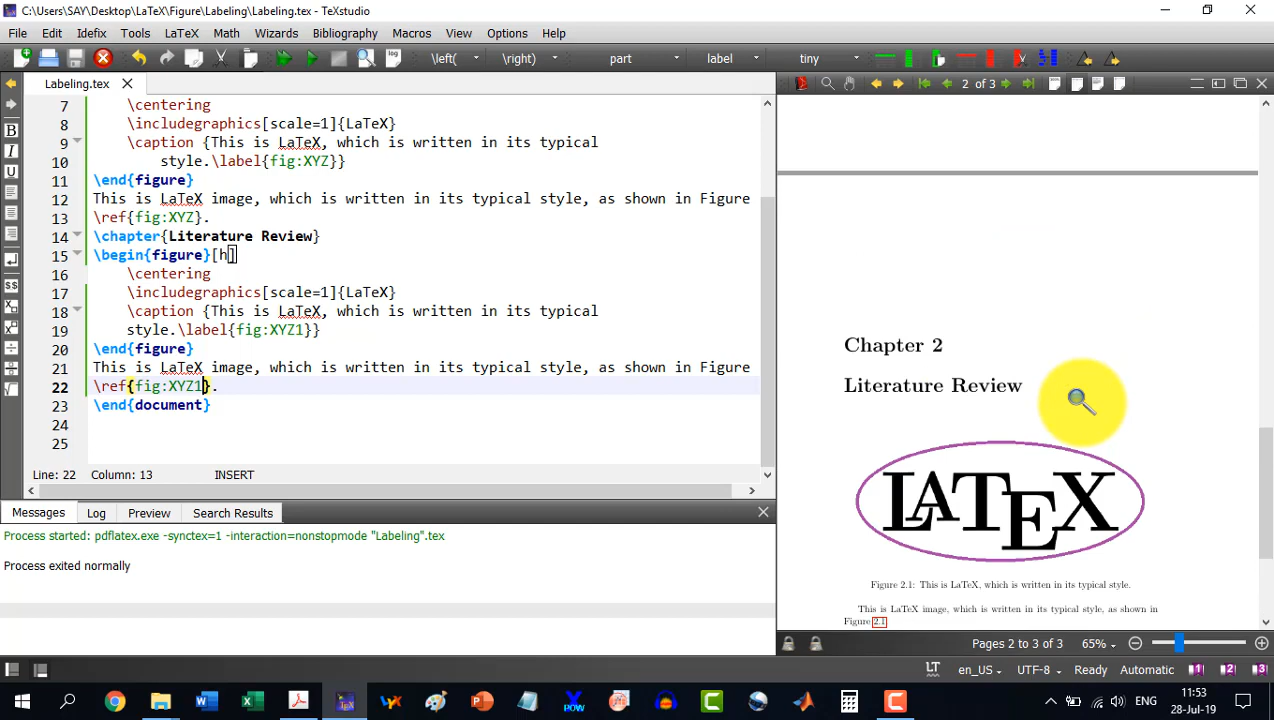 C:\Users\SAY\Desktop\LaTeX\Figure\Labeling\Labeling.tex - TeXstudio
File Edit Idefix Tools LaTeX Math Wizards Bibliography Macros View Options Help
\left( \right) part label tiny
Labeling.tex
2 of 3
7 \centering
8 \includegraphics[scale=1]{LaTeX}
9 \caption {This is LaTeX, which is written in its typical
10 style.\label{fig:XYZ}}
11 \end{figure}
12 This is LaTeX image, which is written in its typical style, as shown in Figure
13 \ref{fig:XYZ}.
14 \chapter{Literature Review}
15 \begin{figure}[h]
16 \centering
17 \includegraphics[scale=1]{LaTeX}
18 \caption {This is LaTeX, which is written in its typical
19 style.\label{fig:XYZ1}}
20 \end{figure}
21 This is LaTeX image, which is written in its typical style, as shown in Figure
22 \ref{fig:XYZ1}.
23 \end{document}
24
25
Line: 22 Column: 13 INSERT
Messages Log Preview Search Results
Process started: pdflatex.exe -synctex=1 -interaction=nonstopmode "Labeling".tex
Process exited normally
Chapter 2
Literature Review
LATEX
Figure 2.1: This is LaTeX, which is written in its typical style.
This is LaTeX image, which is written in its typical style, as shown in
Figure 2.1
Pages 2 to 3 of 3 65%
LT en_US UTF-8 Ready Automatic 1 2 3
ENG 11:53
28-Jul-19